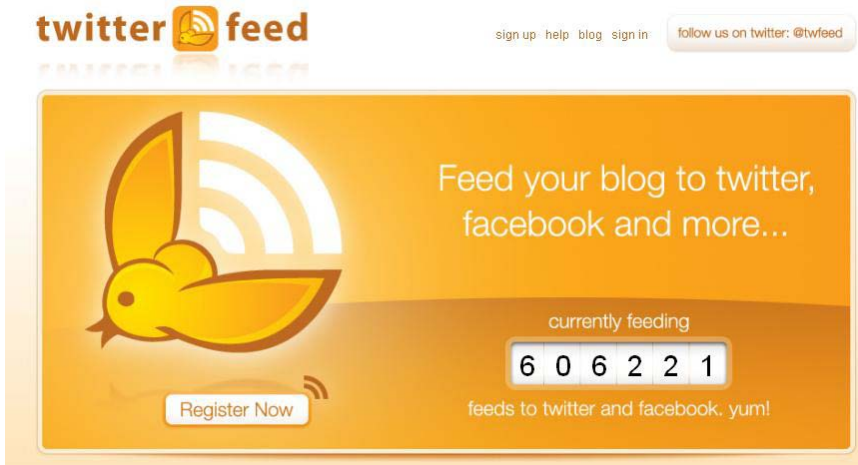 twitter feed
sign up help blog sign in
follow us on twitter: @twfeed
Feed your blog to twitter,
facebook and more...
currently feeding
606221
feeds to twitter and facebook. yum!
Register Now